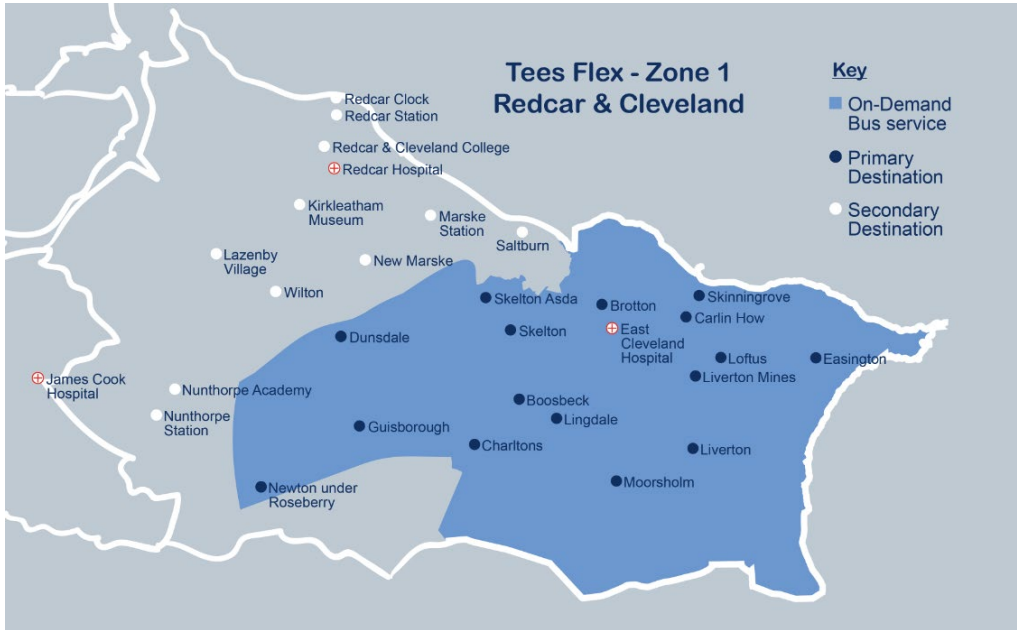 Tees Flex - Zone 1
Redcar & Cleveland
Key
On-Demand
Bus service
Primary
Destination
Secondary
Destination
Redcar Clock
Redcar Station
Redcar & Cleveland College
Redcar Hospital
Kirkleatham
Museum
Marske
Station
Saltburn
Lazenby
Village
New Marske
Wilton
Skelton Asda
Brotton
Skinningrove
Carlin How
Dunsdale
Skelton
East
Cleveland
Hospital
Loftus
Easington
James Cook
Hospital
Nunthorpe Academy
Liverton Mines
Nunthorpe
Station
Boosbeck
Lingdale
Guisborough
Charltons
Liverton
Newton under
Roseberry
Moorsholm